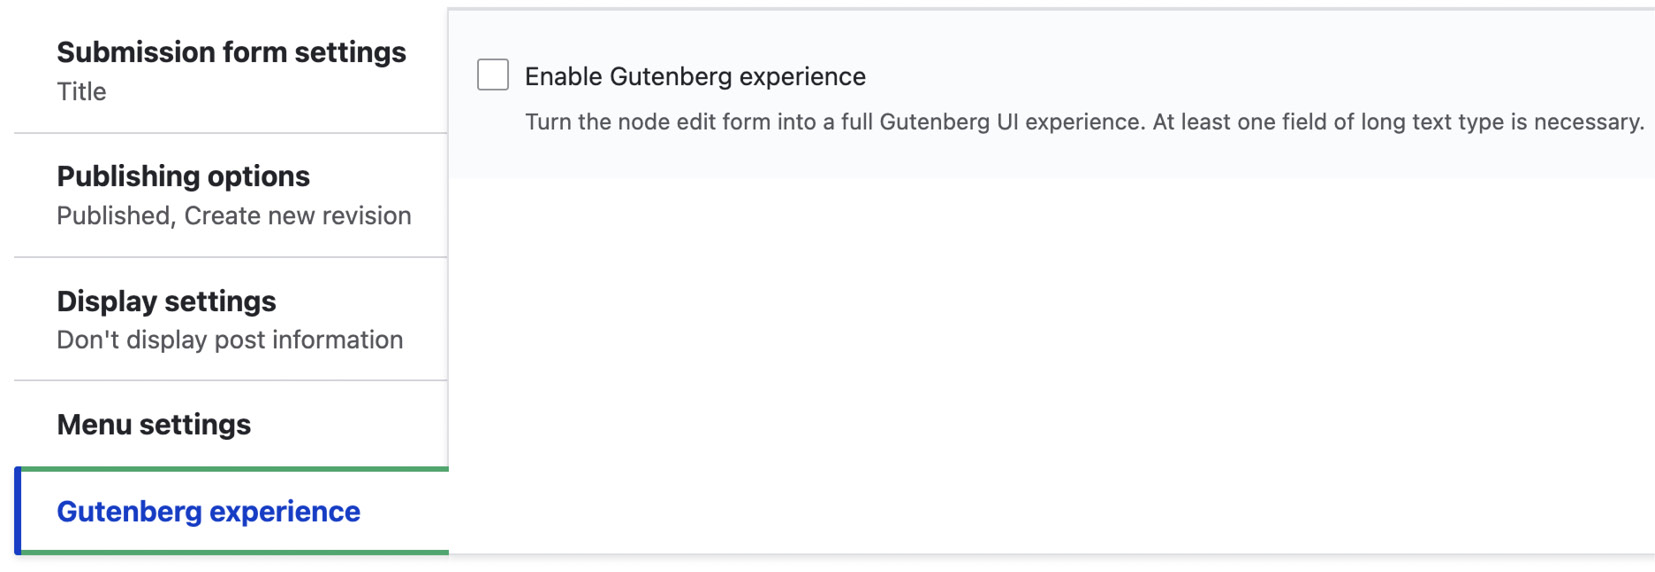 Submission form settings
Title
Publishing options
Published, Create new revision
Display settings
Don't display post information
Menu settings
Gutenberg experience
Enable Gutenberg experience
Turn the node edit form into a full Gutenberg UI experience. At least one field of long text type is necessary.